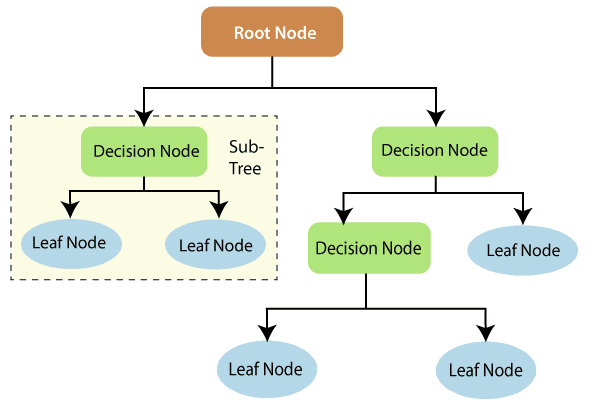 Root Node
Decision Node
Sub-
Tree
Decision Node
Leaf Node
Leaf Node
Decision Node
Leaf Node
Leaf Node
Leaf Node